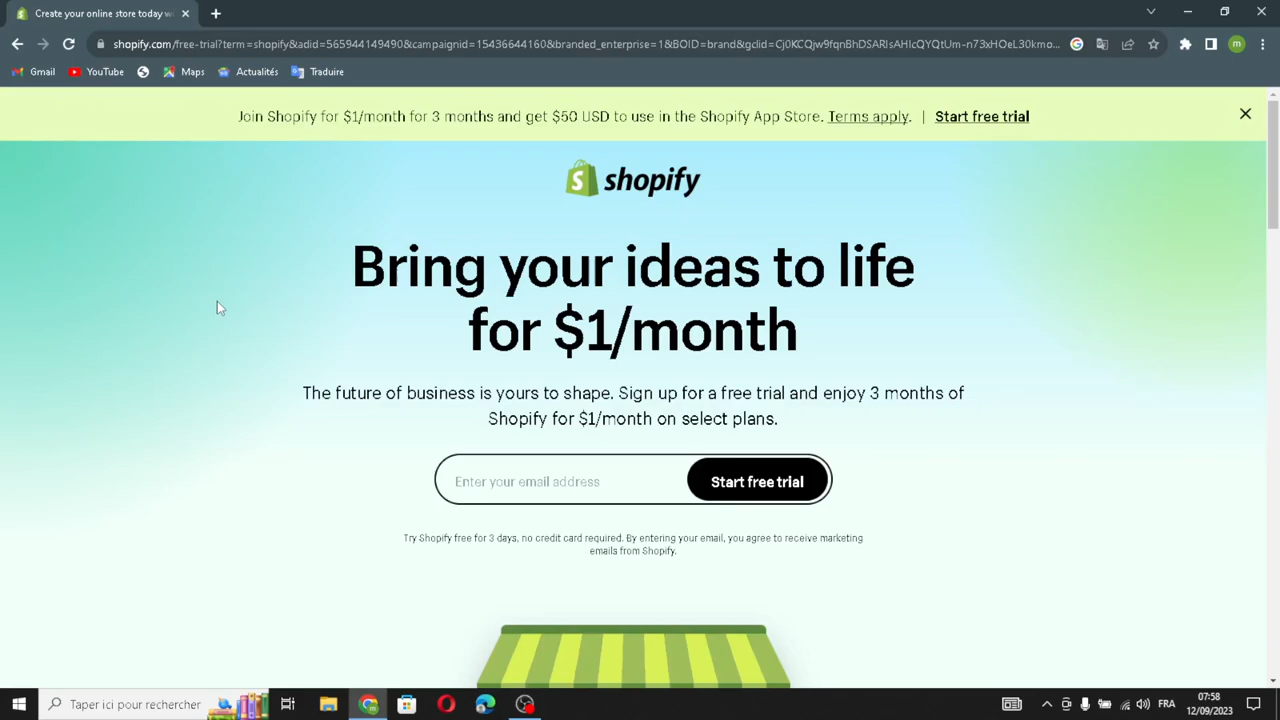 Create your online store today w
shopify.com/free-trial?term=shopify&adid=565944149490&campaignid=15436644160&branded_enterprise=1&BOID=brand&gclid=Cj0KCQjw9fqnBhDSARIsAHlcQYQtUm-n73xHOeL30kmo...
m
Gmail
YouTube
Maps
Actualités
Traduire
Join Shopify for $1/month for 3 months and get $50 USD to use in the Shopify App Store. Terms apply. | Start free trial
shopify
Bring your ideas to life
for $1/month
The future of business is yours to shape. Sign up for a free trial and enjoy 3 months of
Shopify for $1/month on select plans.
Enter your email address
Start free trial
Try Shopify free for 3 days, no credit card required. By entering your email, you agree to receive marketing
emails from Shopify.
Taper ici pour rechercher
FRA
07:58
12/09/2023